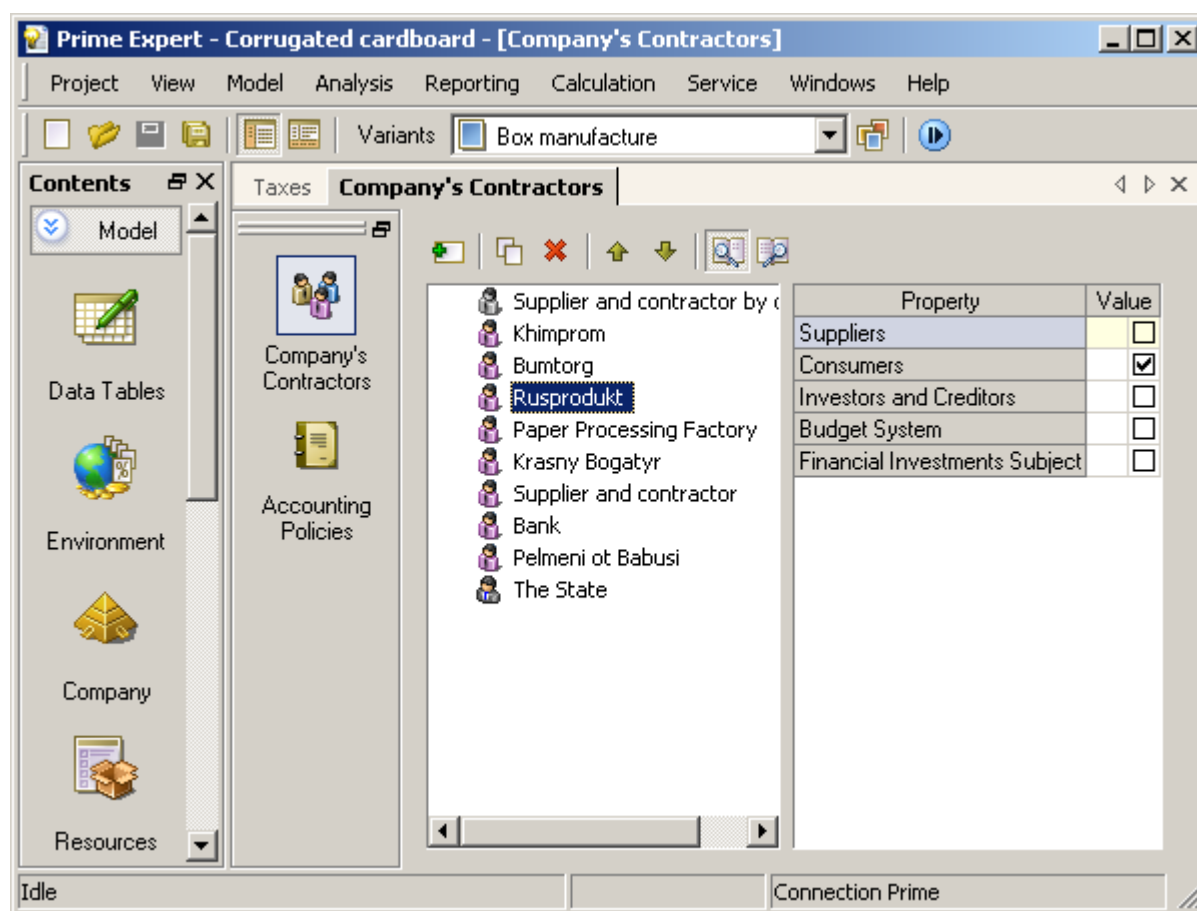 Prime Expert - Corrugated cardboard - [Company's Contractors]
Project View Model Analysis Reporting Calculation Service Windows Help
Variants Box manufacture
Contents
Model
Data Tables
Environment
Company
Resources
Taxes Company's Contractors
Company's
Contractors
Accounting
Policies
Supplier and contractor by
Khimprom
Bumtorg
Rusprodukt
Paper Processing Factory
Krasny Bogatyr
Supplier and contractor
Bank
Pelmeni ot Babusi
The State
Property Value
Suppliers
Consumers
Investors and Creditors
Budget System
Financial Investments Subject
Idle
Connection Prime